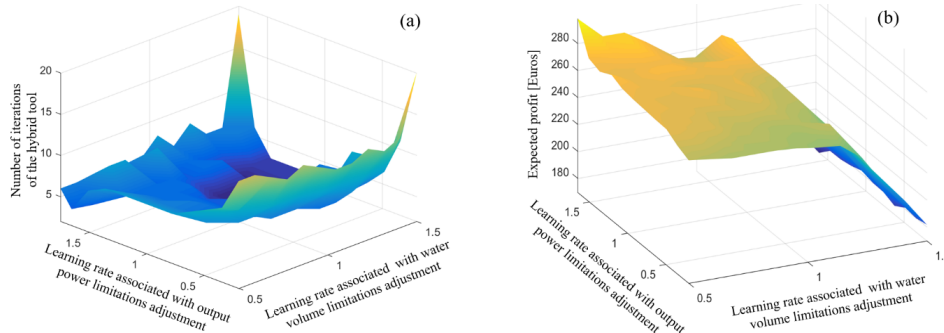 (a)
Number of iterations
of the hybrid tool
20
15
10
5
1.5
1
0.5
Learning rate associated with output
power limitations adjustment
0.5
1
1.5
Learning rate associated with water
volume limitations adjustment
(b)
Expected profit [Euros]
280
260
240
220
200
180
1.5
1
0.5
Learning rate associated with output
power limitations adjustment
0.5
1
Learning rate associated with water
volume limitations adjustment